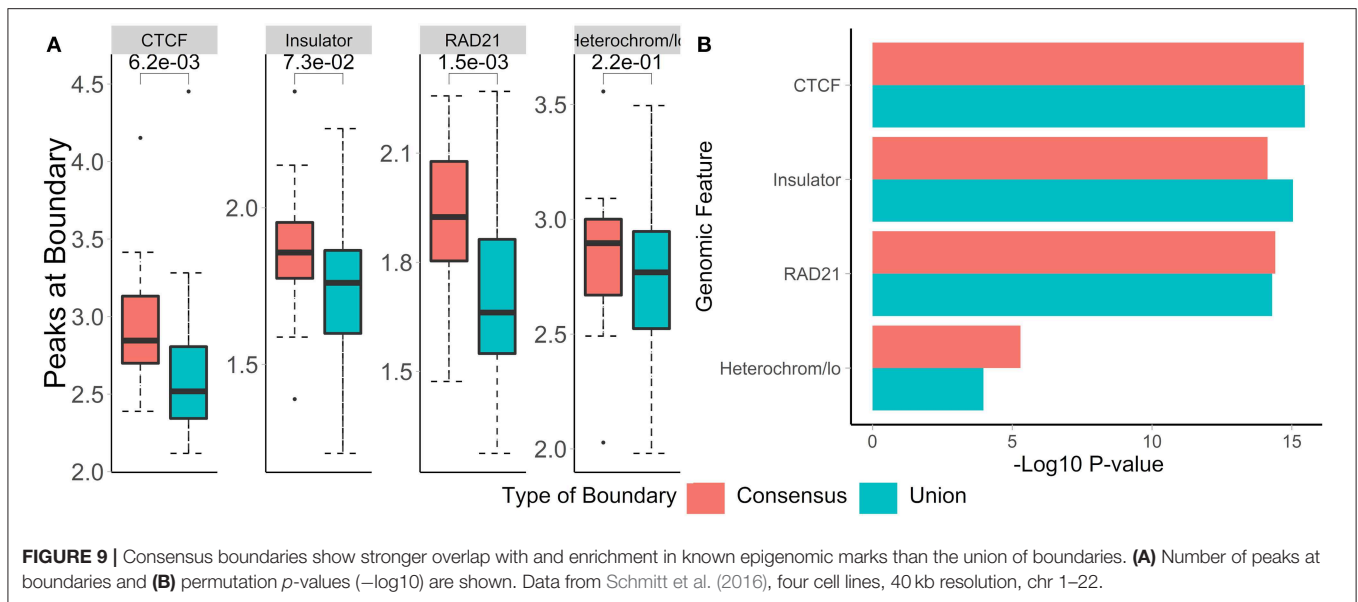 A
CTCF
Insulator
RAD21
Heterochrom/lo
6.2e-03
7.3e-02
1.5e-03
2.2e-01
Peaks at Boundary
4.5
4.0
3.5
3.0
2.5
2.0
2.0
1.5
2.1
1.8
1.5
3.5
3.0
2.5
2.0
B
Genomic Feature
CTCF
Insulator
RAD21
Heterochrom/lo
0
5
10
15
-Log10 P-value
Type of Boundary Consensus Union
FIGURE 9 | Consensus boundaries show stronger overlap with and enrichment in known epigenomic marks than the union of boundaries. (A) Number of peaks at
boundaries and (B) permutation p-values (−log10) are shown. Data from Schmitt et al. (2016), four cell lines, 40 kb resolution, chr 1–22.